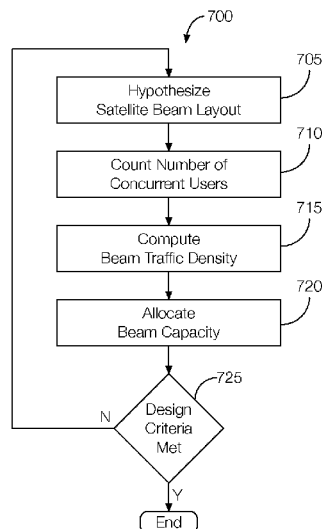 700
Hypothesize
Satellite Beam Layout
705
Count Number of
Concurrent Users
710
Compute
Beam Traffic Density
715
Allocate
Beam Capacity
720
725
Design
Criteria
Met
N
Y
End